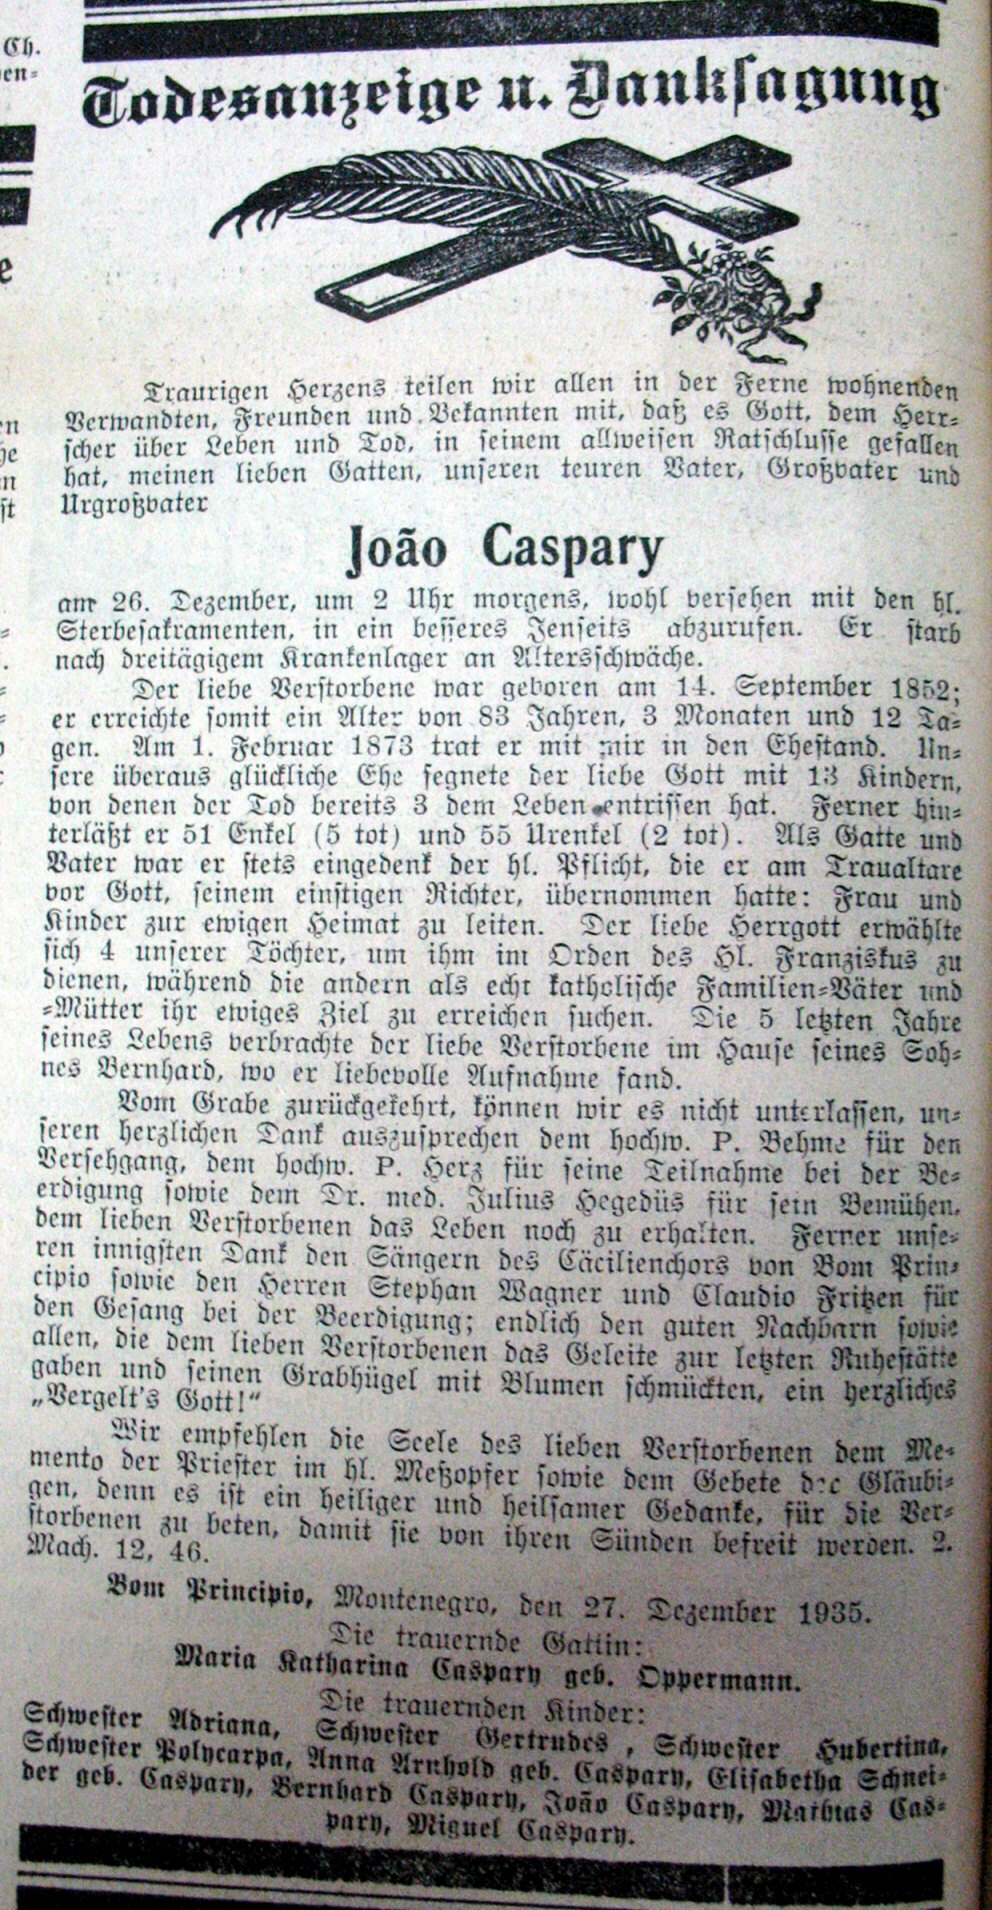 Ch.
en-
e
en
he
en
st
Todesanzeige u. Danksagung
Traurigen Herzens teilen wir allen in der Ferne wohnenden
Verwandten, Freunden und Bekannten mit, daß es Gott, dem Herr-
scher über Leben und Tod, in seinem allweisen Ratschlusse gefallen
hat, meinen lieben Gatten, unseren teuren Vater, Großvater und
Urgroßvater
João Caspary
am 26. Dezember, um 2 Uhr morgens, wohl versehen mit den hl.
Sterbesakramenten, in ein besseres Jenseits abzurufen. Er starb
nach dreitägigem Krankenlager an Altersschwäche.
Der liebe Verstorbene war geboren am 14. September 1852;
er erreichte somit ein Alter von 83 Jahren, 3 Monaten und 12 Ta-
gen. Am 1. Februar 1873 trat er mit mir in den Ehestand. Un-
sere überaus glückliche Ehe segnete der liebe Gott mit 13 Kindern,
von denen der Tod bereits 3 dem Leben entrissen hat. Ferner hin-
terläßt er 51 Enkel (5 tot) und 55 Urenkel (2 tot). Als Gatte und
Vater war er stets eingedenk der hl. Pflicht, die er am Traualtare
vor Gott, seinem einstigen Richter, übernommen hatte: Frau und
Kinder zur ewigen Heimat zu leiten. Der liebe Herrgott erwählte
sich 4 unserer Töchter, um ihm im Orden des Hl. Franziskus zu
dienen, während die andern als echt katholische Familien-Väter und
-Mütter ihr ewiges Ziel zu erreichen suchen. Die 5 letzten Jahre
seines Lebens verbrachte der liebe Verstorbene im Hause seines Soh-
nes Bernhard, wo er liebevolle Aufnahme fand.
Vom Grabe zurückgekehrt, können wir es nicht unterlassen, un-
seren herzlichen Dank auszusprechen dem hochw. P. Behme für den
Versehgang, dem hochw. P. Herz für seine Teilnahme bei der Be-
erdigung sowie dem Dr. med. Julius Hegedüs für sein Bemühen,
dem lieben Verstorbenen das Leben noch zu erhalten. Ferner unse-
ren innigsten Dank den Sängern des Cäcilienchors von Bom Prin-
cipio sowie den Herren Stephan Wagner und Claudio Fritzen für
den Gesang bei der Beerdigung; endlich den guten Nachbarn sowie
allen, die dem lieben Verstorbenen das Geleite zur letzten Ruhestätte
gaben und seinen Grabhügel mit Blumen schmückten, ein herzliches
„Vergelt's Gott!“
Wir empfehlen die Seele des lieben Verstorbenen dem Me-
mento der Priester im hl. Meßopfer sowie dem Gebete der Gläubi-
gen, denn es ist ein heiliger und heilsamer Gedanke, für die Ver-
storbenen zu beten, damit sie von ihren Sünden befreit werden. 2.
Mach. 12, 46.
Bom Principio, Montenegro, den 27. Dezember 1935.
Die trauernde Gattin:
Maria Katharina Caspary geb. Oppermann.
Die trauernden Kinder:
Schwester Adriana, Schwester Gertrudes, Schwester Hubertina,
Schwester Polycarpa, Anna Arnhold geb. Caspary, Elisabetha Schnei-
der geb. Caspary, Bernhard Caspary, João Caspary, Mathias Cas-
pary, Miguel Caspary.